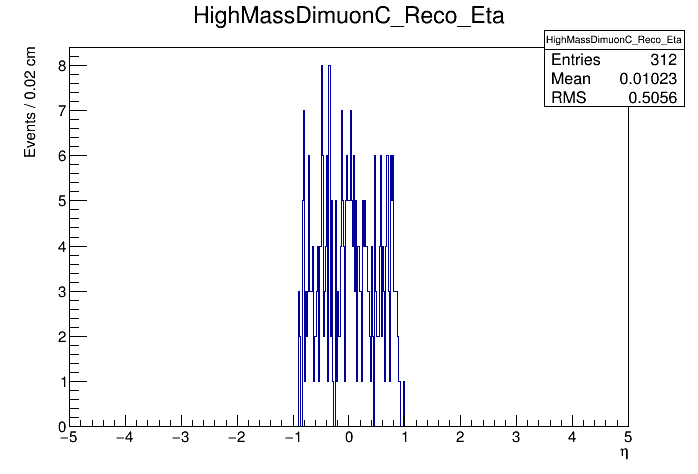 HighMassDimuonC_Reco_Eta
HighMassDimuonC_Reco_Eta
Entries 312
Mean 0.01023
RMS 0.5056
Events / 0.02 cm
8
7
6
5
4
3
2
1
0
−5 −4 −3 −2 −1 0 1 2 3 4 5
η